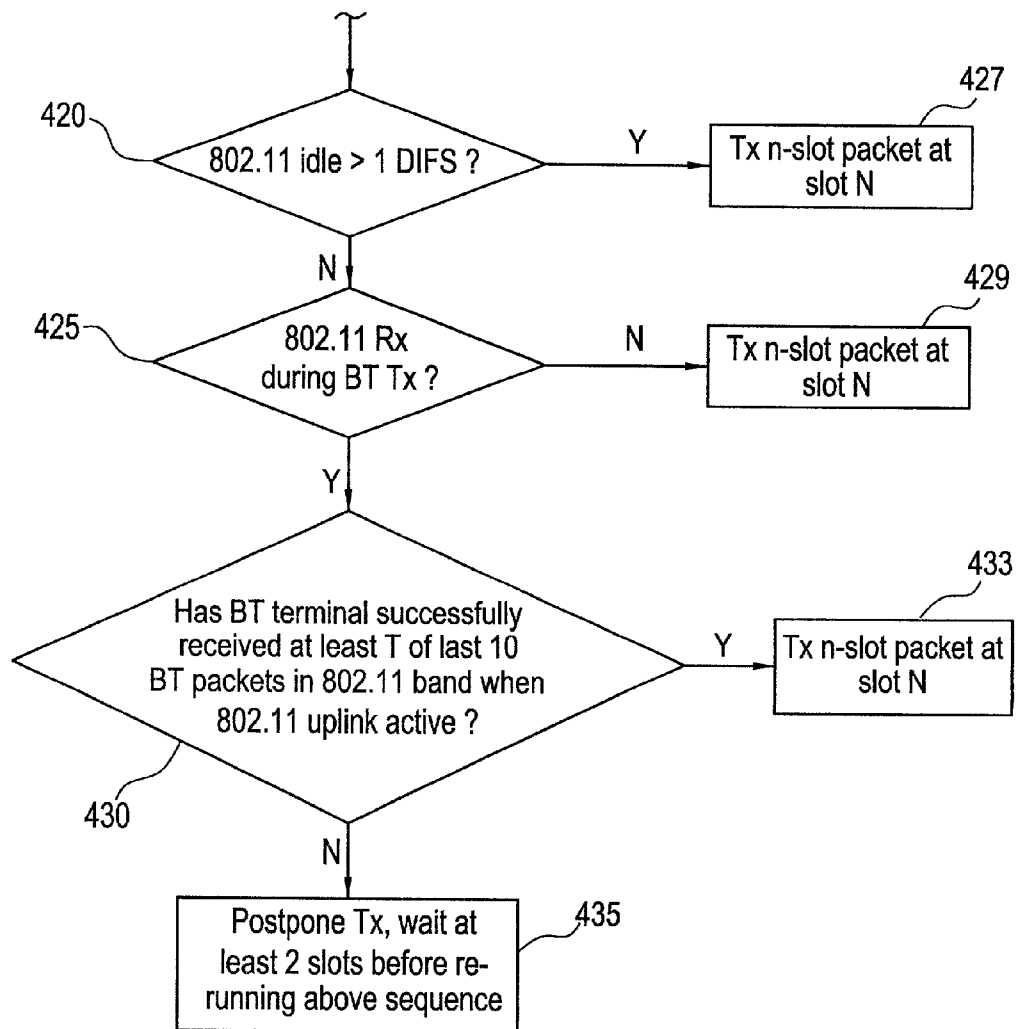 420
802.11 idle > 1 DIFS ?
Y
427
Tx n-slot packet at
slot N
N
425
802.11 Rx
during BT Tx ?
N
429
Tx n-slot packet at
slot N
Y
Has BT terminal successfully
received at least T of last 10
BT packets in 802.11 band when
802.11 uplink active ?
430
Y
433
Tx n-slot packet at
slot N
N
Postpone Tx, wait at
least 2 slots before re-
running above sequence
435